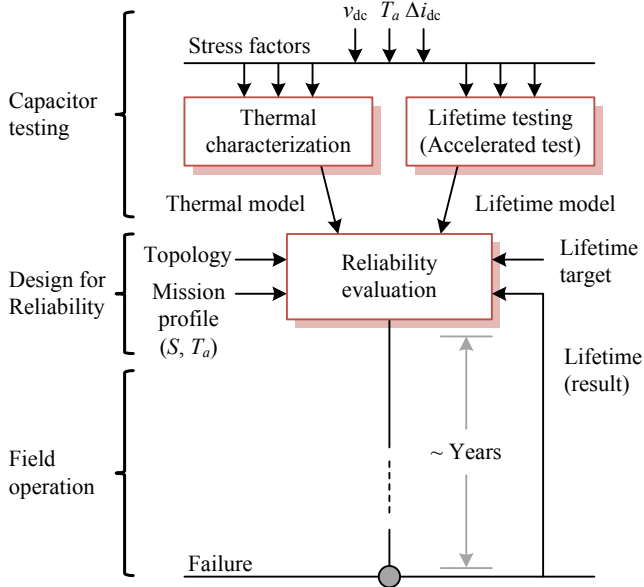 v_dc T_a Δi_dc
Stress factors
Capacitor
testing
Thermal
characterization
Lifetime testing
(Accelerated test)
Thermal model
Lifetime model
Design for
Reliability
Topology
Mission
profile
(S, T_a)
Reliability
evaluation
Lifetime
target
Lifetime
(result)
Field
operation
~ Years
Failure